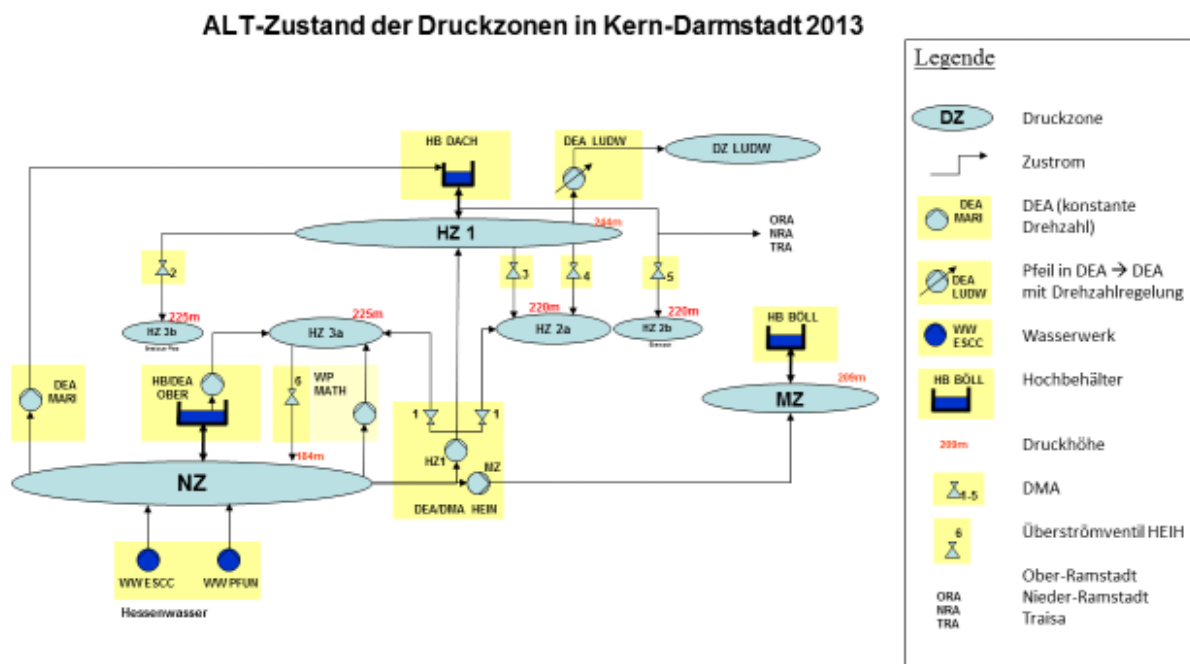 ALT-Zustand der Druckzonen in Kern-Darmstadt 2013
HB DACH
DEA LUDW
DZ LUDW
244m
HZ 1
ORA
NRA
TRA
2
3
4
5
225m
HZ 3b
225m
HZ 3a
220m
HZ 2a
220m
HZ 2b
HB BÖLL
DEA
MARI
HB/DEA
OBER
6
WP
MATH
209m
MZ
1
1
HZ1
MZ
184m
NZ
DEA/DMA HEIN
WW ESCC
WW PFUN
Hessenwasser
Legende
DZ
Druckzone
Zustrom
DEA
MARI
DEA (konstante
Drehzahl)
DEA
LUDW
Pfeil in DEA → DEA
mit Drehzahlregelung
WW
ESCC
Wasserwerk
HB BÖLL
Hochbehälter
209m
Druckhöhe
1-5
DMA
6
Überströmventil HEIH
ORA
NRA
TRA
Ober-Ramstadt
Nieder-Ramstadt
Traisa